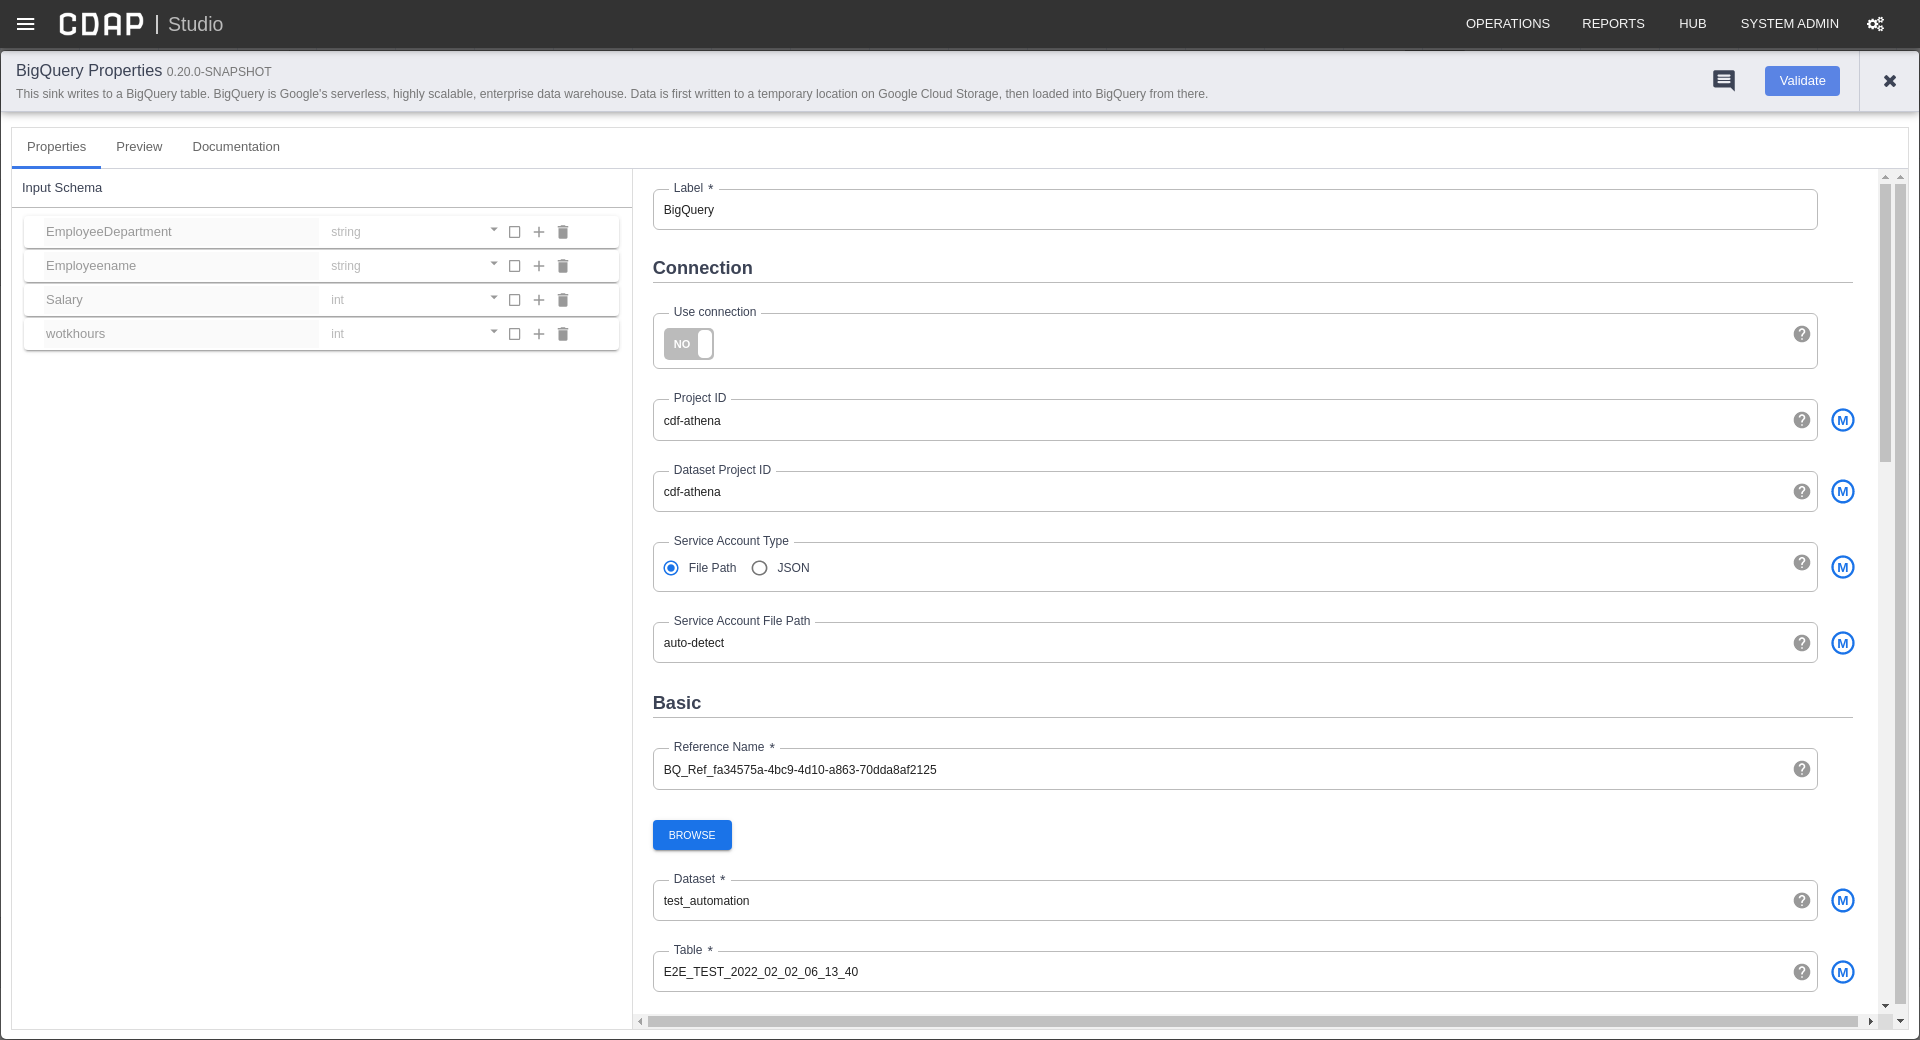 CDAP | Studio
OPERATIONS REPORTS HUB SYSTEM ADMIN
BigQuery Properties 0.20.0-SNAPSHOT
This sink writes to a BigQuery table. BigQuery is Google's serverless, highly scalable, enterprise data warehouse. Data is first written to a temporary location on Google Cloud Storage, then loaded into BigQuery from there.
Validate
Properties Preview Documentation
Input Schema
EmployeeDepartment string
Employeename string
Salary int
wotkhours int
Label *
BigQuery
Connection
Use connection
NO
Project ID
cdf-athena
M
Dataset Project ID
cdf-athena
M
Service Account Type
File Path JSON
M
Service Account File Path
auto-detect
M
Basic
Reference Name *
BQ_Ref_fa34575a-4bc9-4d10-a863-70dda8af2125
BROWSE
Dataset *
test_automation
M
Table *
E2E_TEST_2022_02_02_06_13_40
M